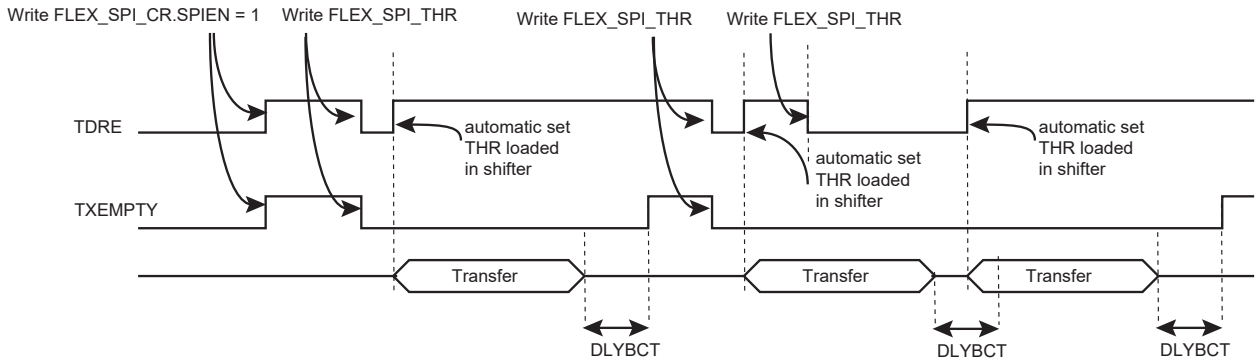 Write FLEX_SPI_CR.SPIEN = 1
Write FLEX_SPI_THR
Write FLEX_SPI_THR
Write FLEX_SPI_THR
TDRE
automatic set
THR loaded
in shifter
automatic set
THR loaded
in shifter
automatic set
THR loaded
in shifter
TXEMPTY
Transfer
Transfer
Transfer
DLYBCT
DLYBCT
DLYBCT